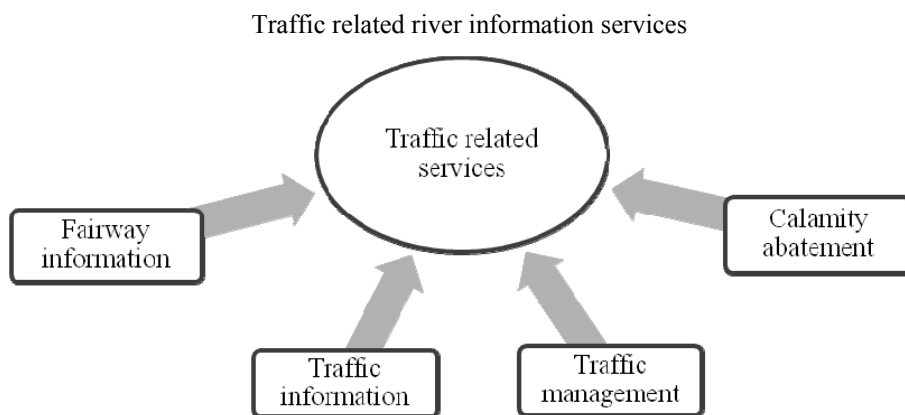 Traffic related river information services
Traffic related
services
Fairway
information
Calamity
abatement
Traffic
information
Traffic
management